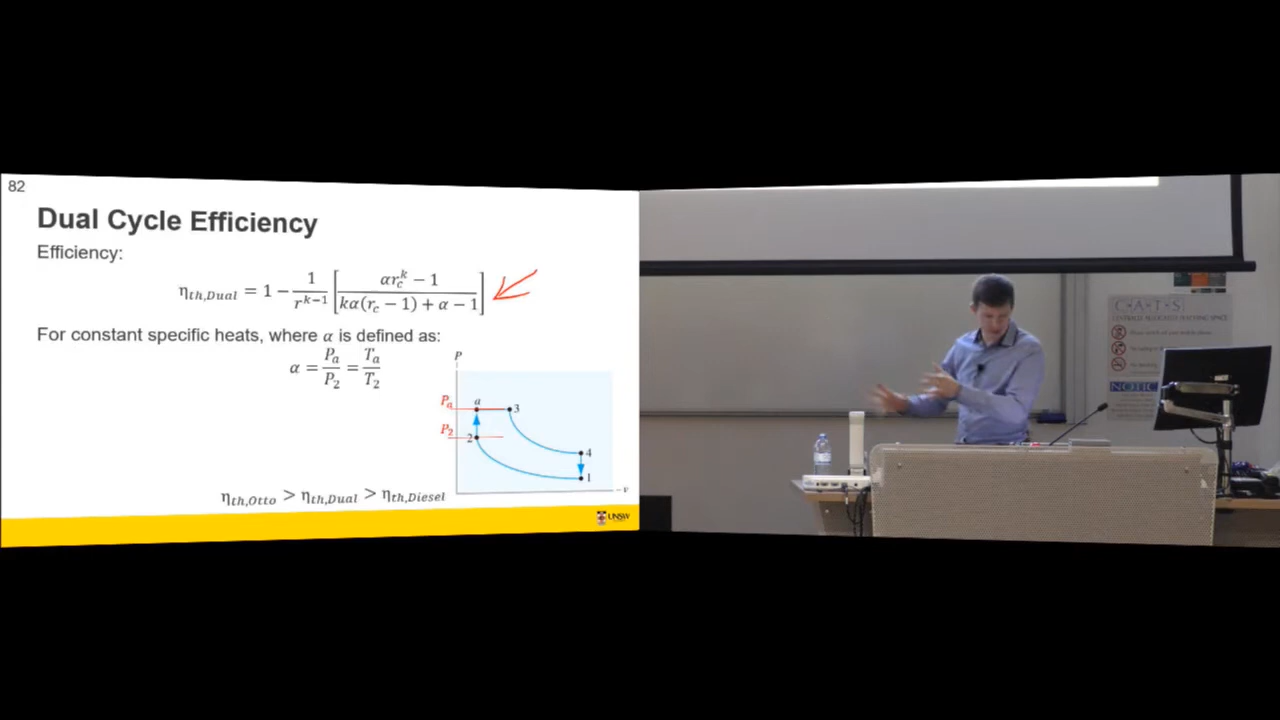 82
Dual Cycle Efficiency
Efficiency:
η_th,Dual = 1 − 1/r^(k−1) [ (αr_c^k − 1) / (kα(r_c − 1) + α − 1) ]
For constant specific heats, where α is defined as:
α = P_a/P_2 = T_a/T_2
P
P_a
a
3
P_2
2
4
1
v
η_th,Otto > η_th,Dual > η_th,Diesel
UNSW
C A T S
NOTICE